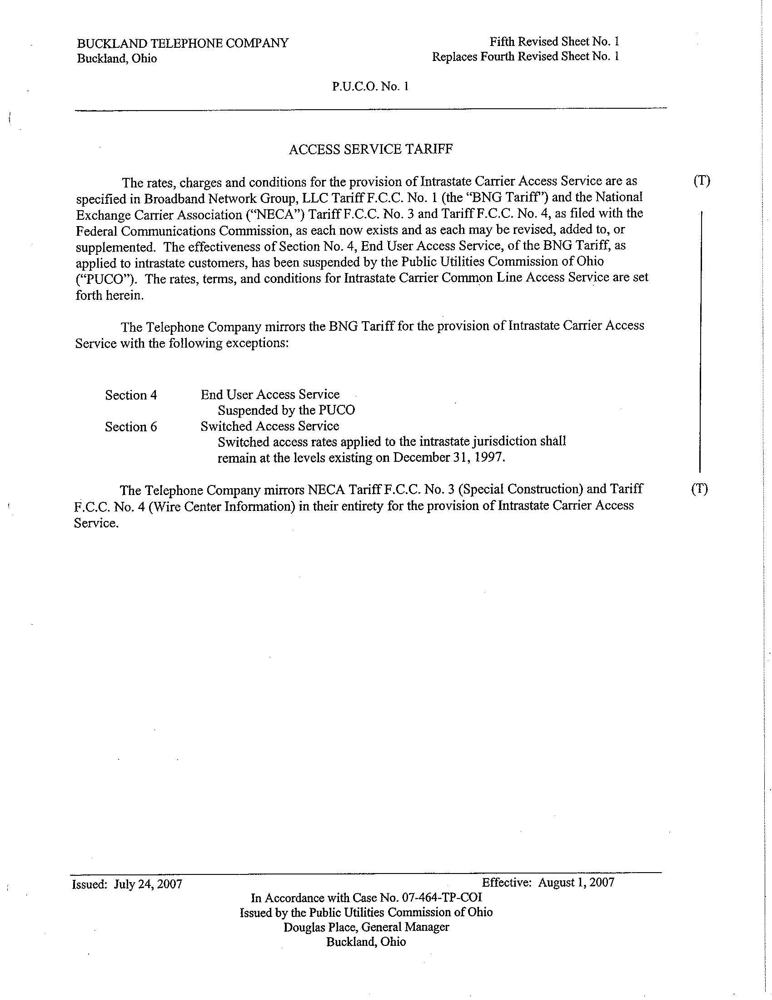 BUCKLAND TELEPHONE COMPANY
Buckland, Ohio
Fifth Revised Sheet No. 1
Replaces Fourth Revised Sheet No. 1
P.U.C.O. No. 1
ACCESS SERVICE TARIFF
The rates, charges and conditions for the provision of Intrastate Carrier Access Service are as (T)
specified in Broadband Network Group, LLC Tariff F.C.C. No. 1 (the “BNG Tariff”) and the National
Exchange Carrier Association (“NECA”) Tariff F.C.C. No. 3 and Tariff F.C.C. No. 4, as filed with the
Federal Communications Commission, as each now exists and as each may be revised, added to, or
supplemented. The effectiveness of Section No. 4, End User Access Service, of the BNG Tariff, as
applied to intrastate customers, has been suspended by the Public Utilities Commission of Ohio
(“PUCO”). The rates, terms, and conditions for Intrastate Carrier Common Line Access Service are set
forth herein.
The Telephone Company mirrors the BNG Tariff for the provision of Intrastate Carrier Access
Service with the following exceptions:
Section 4 End User Access Service
Suspended by the PUCO
Section 6 Switched Access Service
Switched access rates applied to the intrastate jurisdiction shall
remain at the levels existing on December 31, 1997.
The Telephone Company mirrors NECA Tariff F.C.C. No. 3 (Special Construction) and Tariff (T)
F.C.C. No. 4 (Wire Center Information) in their entirety for the provision of Intrastate Carrier Access
Service.
Issued: July 24, 2007 Effective: August 1, 2007
In Accordance with Case No. 07-464-TP-COI
Issued by the Public Utilities Commission of Ohio
Douglas Place, General Manager
Buckland, Ohio